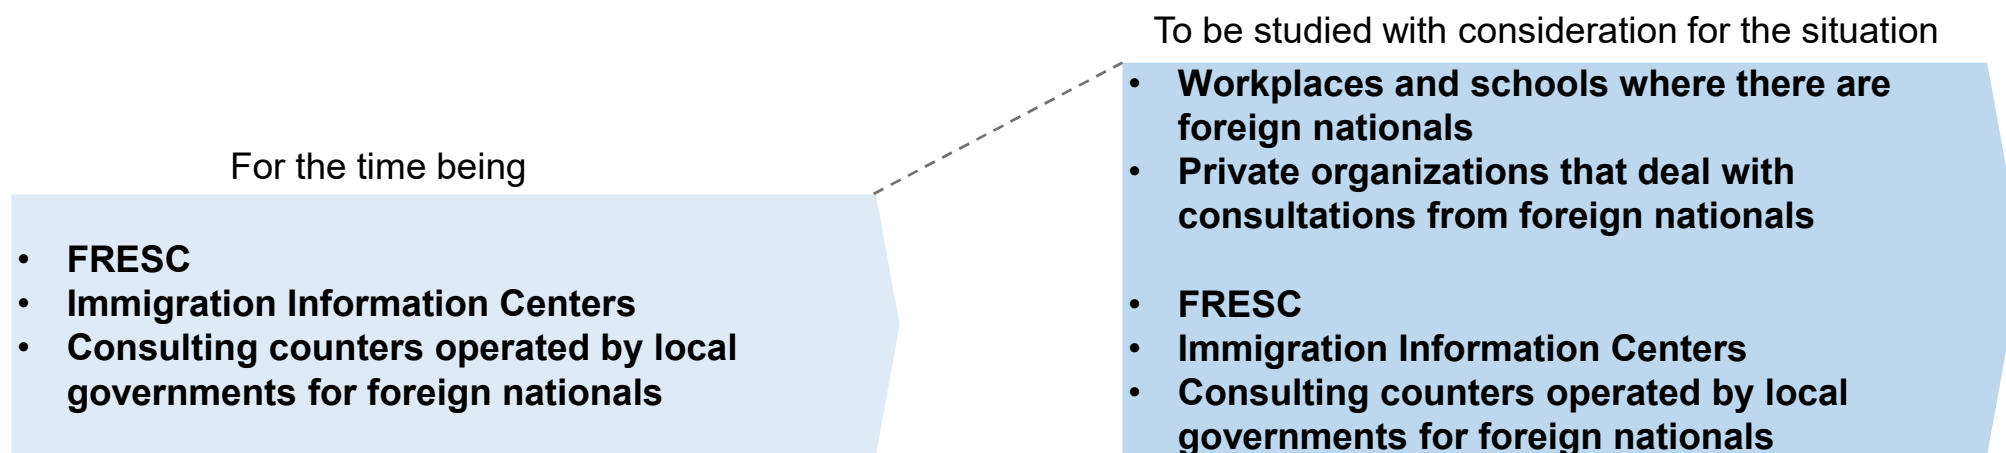 For the time being
• FRESC
• Immigration Information Centers
• Consulting counters operated by local
governments for foreign nationals
To be studied with consideration for the situation
• Workplaces and schools where there are
foreign nationals
• Private organizations that deal with
consultations from foreign nationals
• FRESC
• Immigration Information Centers
• Consulting counters operated by local
governments for foreign nationals